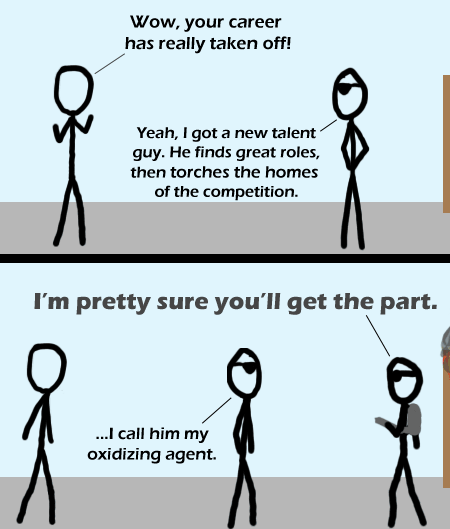 Wow, your career
has really taken off!
Yeah, I got a new talent
guy. He finds great roles,
then torches the homes
of the competition.
I'm pretty sure you'll get the part.
...I call him my
oxidizing agent.